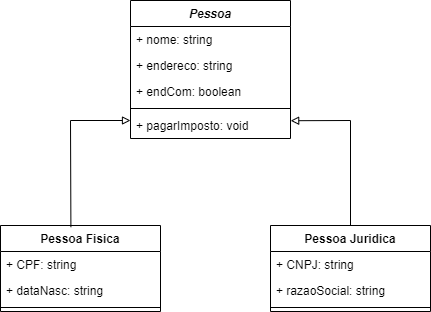 Pessoa
+ nome: string
+ endereco: string
+ endCom: boolean
+ pagarImposto: void
Pessoa Fisica
+ CPF: string
+ dataNasc: string
Pessoa Juridica
+ CNPJ: string
+ razaoSocial: string